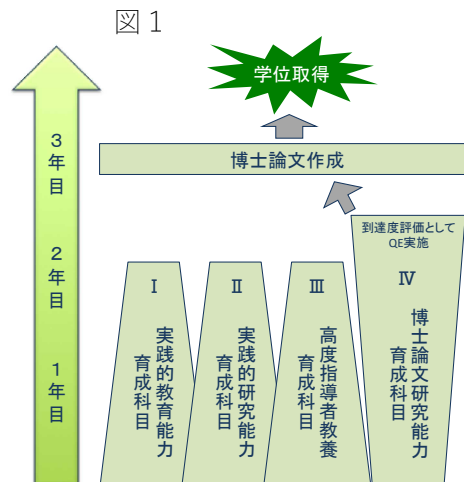 図1
学位取得
博士論文作成
到達度評価として
QE実施
3年目
2年目
1年目
Ⅰ 実践的教育能力
育成科目
Ⅱ 実践的研究能力
育成科目
Ⅲ 高度指導者教養
育成科目
Ⅳ 博士論文研究能力
育成科目